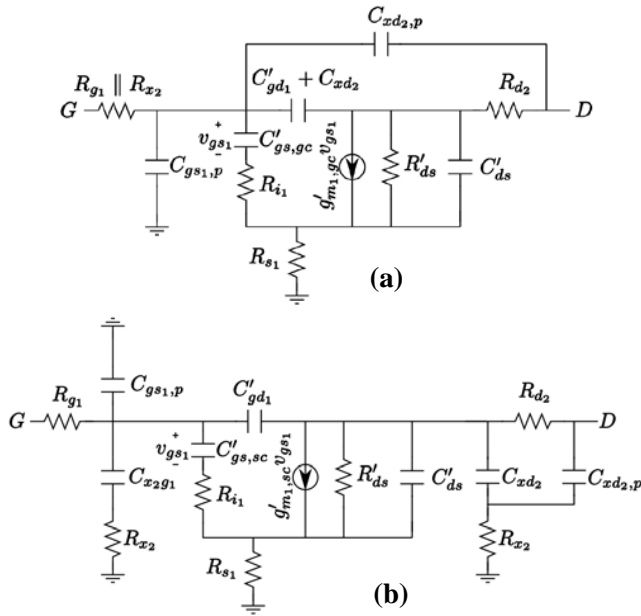 C_{xd_2,p}
R_{g_1} ∥ R_{x_2}
C'_{gd_1} + C_{xd_2}
R_{d_2}
G
D
v_{gs_1}
+
-
C'_{gs,gc}
C_{gs_1,p}
R_{i_1}
g'_{m_1,gc}v_{gs_1}
R'_{ds}
C'_{ds}
R_{s_1}
(a)
C_{gs_1,p}
R_{g_1}
C'_{gd_1}
R_{d_2}
G
D
v_{gs_1}
+
-
C'_{gs,sc}
C_{x_2g_1}
R_{i_1}
g'_{m_1,sc}v_{gs_1}
R'_{ds}
C'_{ds}
C_{xd_2}
C_{xd_2,p}
R_{x_2}
R_{s_1}
R_{x_2}
(b)